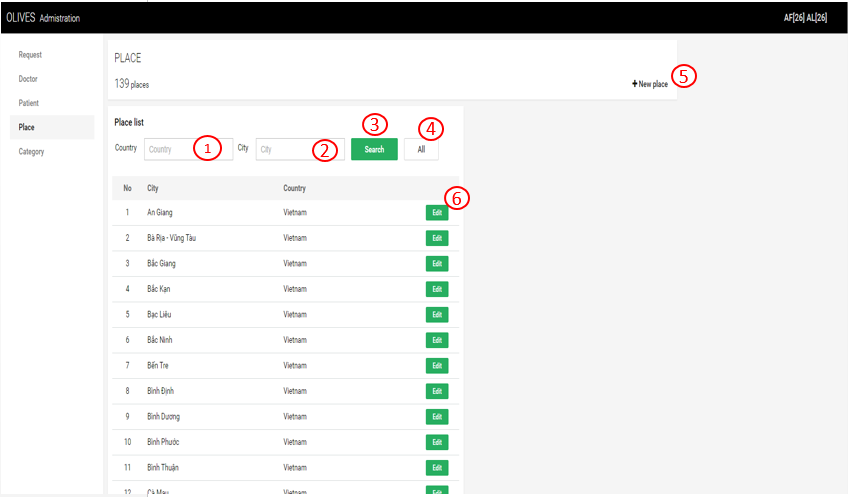 OLIVES Admistration AF[26] AL[26]
Request
Doctor
Patient
Place
Category
PLACE
139 places
New place 5
Place list
Country Country 1 City City 2 Search 3 All 4
No City Country 6
1 An Giang Vietnam Edit
2 Bà Rịa - Vũng Tàu Vietnam Edit
3 Bắc Giang Vietnam Edit
4 Bắc Kạn Vietnam Edit
5 Bạc Liêu Vietnam Edit
6 Bắc Ninh Vietnam Edit
7 Bến Tre Vietnam Edit
8 Bình Định Vietnam Edit
9 Bình Dương Vietnam Edit
10 Bình Phước Vietnam Edit
11 Bình Thuận Vietnam Edit
12 Cà Mau Vietnam Edit